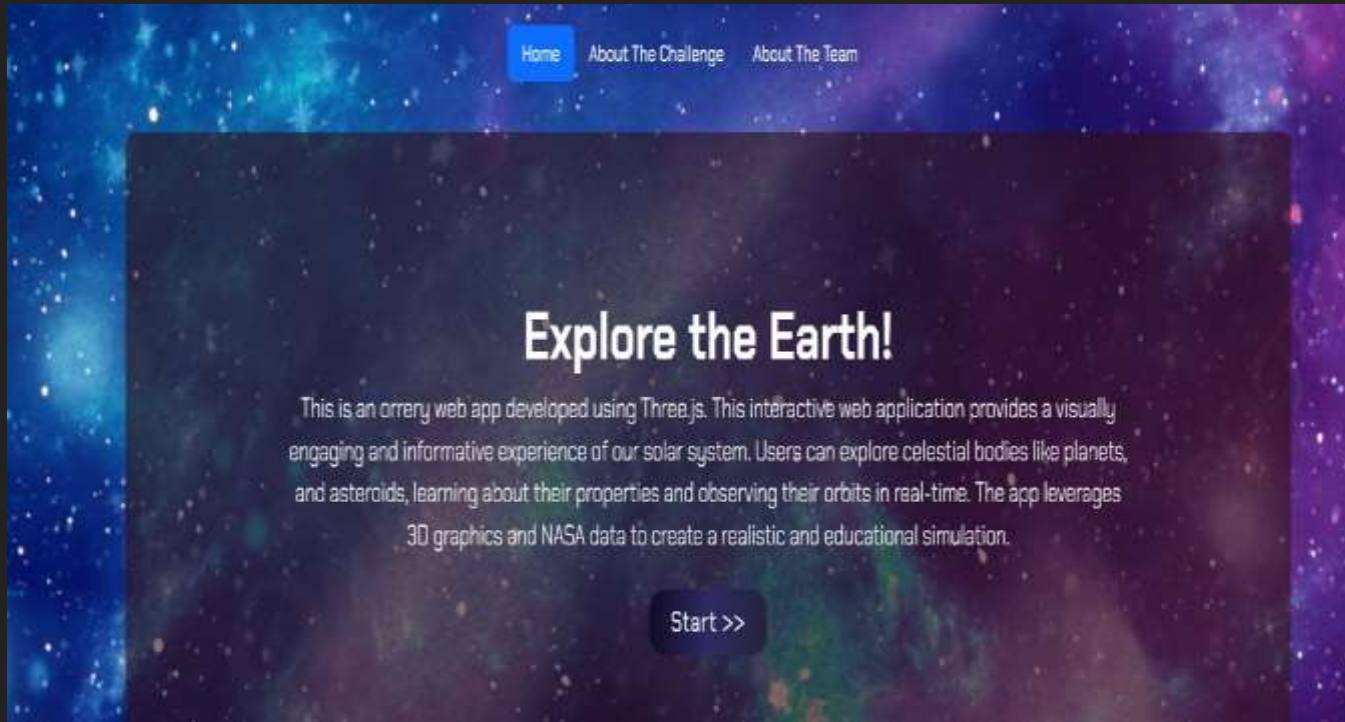 Home About The Challenge About The Team
Explore the Earth!
This is an orrery web app developed using Three.js. This interactive web application provides a visually
engaging and informative experience of our solar system. Users can explore celestial bodies like planets,
and asteroids, learning about their properties and observing their orbits in real-time. The app leverages
3D graphics and NASA data to create a realistic and educational simulation.
Start >>